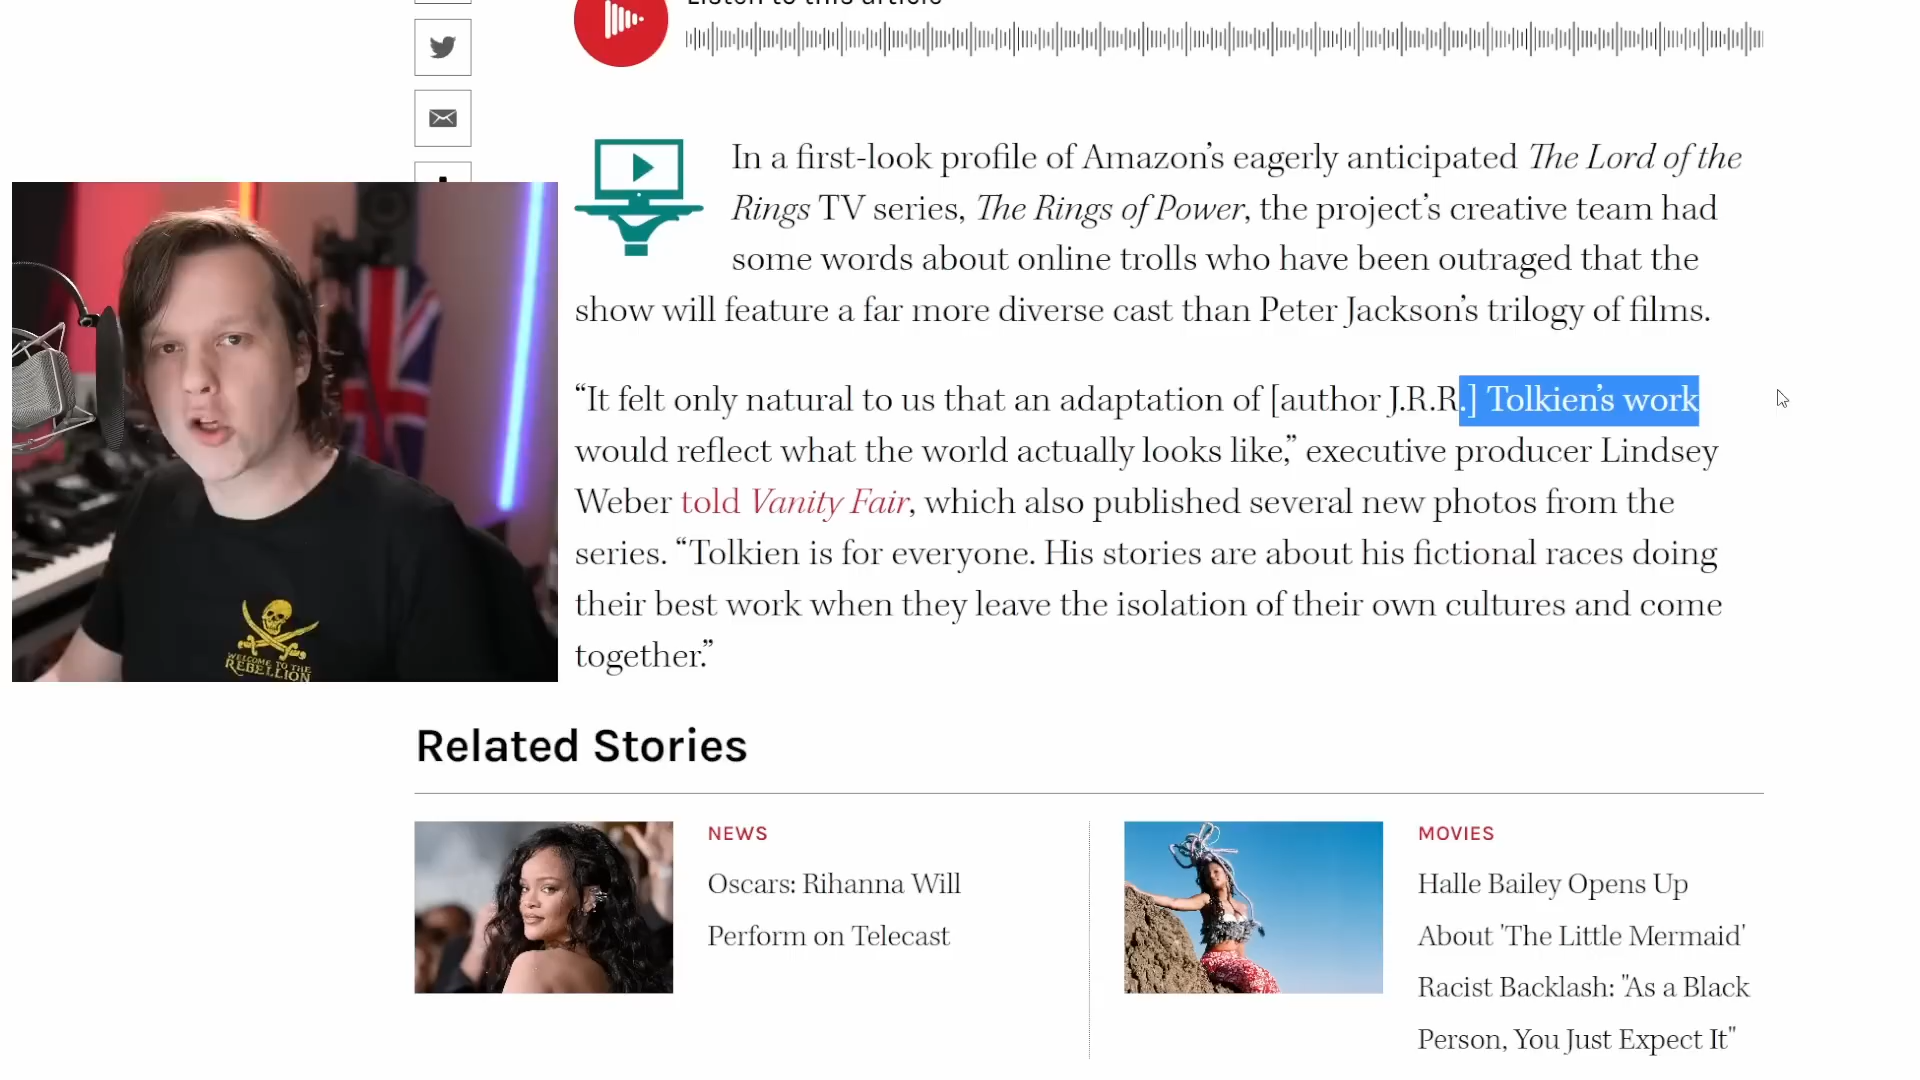 Listen to this article
In a first-look profile of Amazon’s eagerly anticipated The Lord of the
Rings TV series, The Rings of Power, the project’s creative team had
some words about online trolls who have been outraged that the
show will feature a far more diverse cast than Peter Jackson’s trilogy of films.
“It felt only natural to us that an adaptation of [author J.R.R.] Tolkien’s work
would reflect what the world actually looks like,” executive producer Lindsey
Weber told Vanity Fair, which also published several new photos from the
series. “Tolkien is for everyone. His stories are about his fictional races doing
their best work when they leave the isolation of their own cultures and come
together.”
WELCOME TO THE
REBELLION
Related Stories
NEWS
Oscars: Rihanna Will
Perform on Telecast
MOVIES
Halle Bailey Opens Up
About 'The Little Mermaid'
Racist Backlash: "As a Black
Person, You Just Expect It"